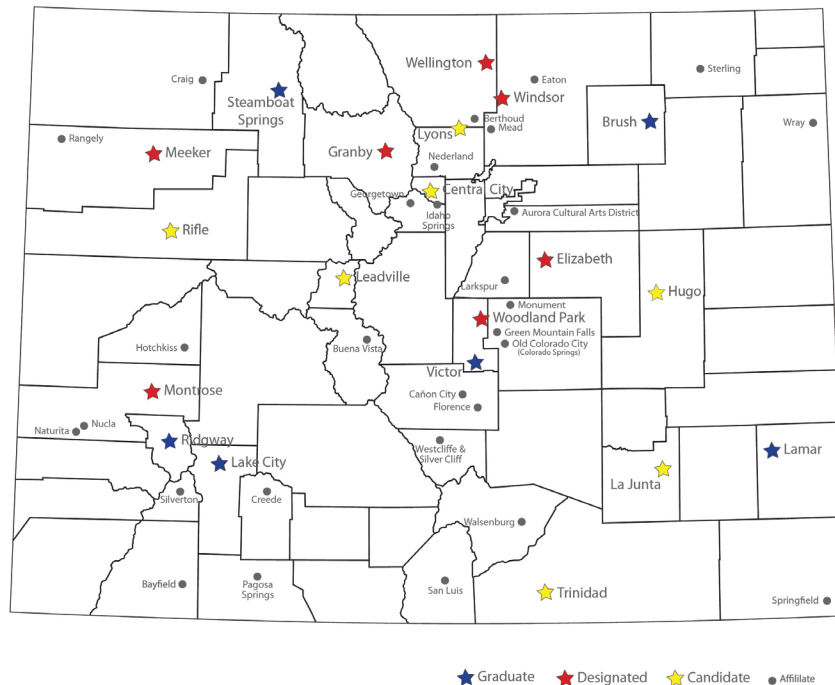 Wellington
Craig
Eaton
Sterling
Steamboat
Springs
Windsor
Berthoud
Mead
Lyons
Brush
Wray
Rangely
Meeker
Granby
Nederland
Central City
Georgetown
Idaho
Springs
Aurora Cultural Arts District
Rifle
Elizabeth
Leadville
Larkspur
Hugo
Monument
Woodland Park
Green Mountain Falls
Old Colorado City
(Colorado Springs)
Hotchkiss
Buena Vista
Victor
Montrose
Cañon City
Florence
Nucla
Naturita
Ridgway
Lake City
Westcliffe &
Silver Cliff
Lamar
La Junta
Silverton
Creede
Walsenburg
Bayfield
Pagosa
Springs
San Luis
Trinidad
Springfield
Graduate Designated Candidate Affililate